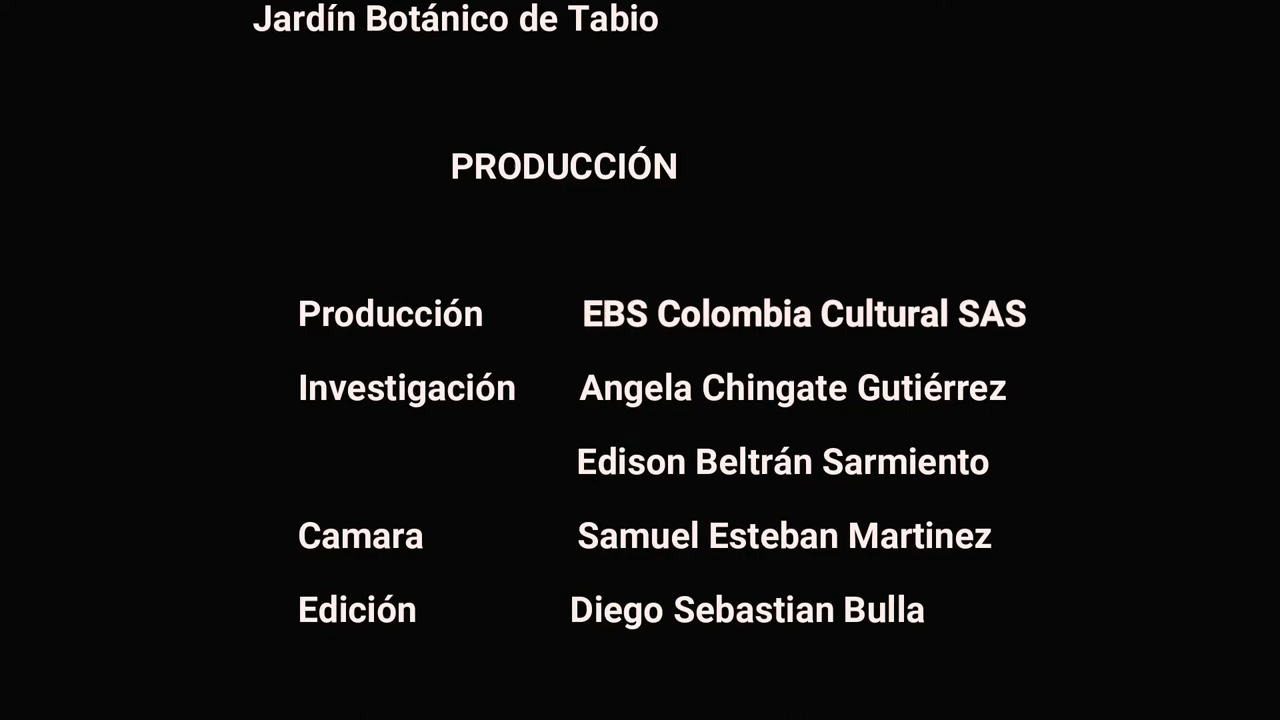 Jardín Botánico de Tabio
PRODUCCIÓN
Producción EBS Colombia Cultural SAS
Investigación Angela Chingate Gutiérrez
Edison Beltrán Sarmiento
Camara Samuel Esteban Martinez
Edición Diego Sebastian Bulla